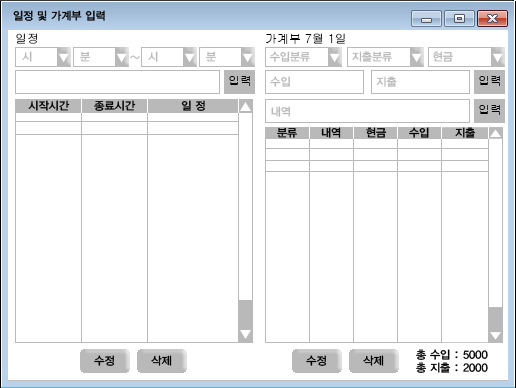 일정 및 가계부 입력
일정
시 분 ~ 시 분
입력
시작시간 종료시간 일 정
수정 삭제
가계부 7월 1일
수입분류 지출분류 현금
수입 지출 입력
내역 입력
분류 내역 현금 수입 지출
수정 삭제
총 수입 : 5000
총 지출 : 2000